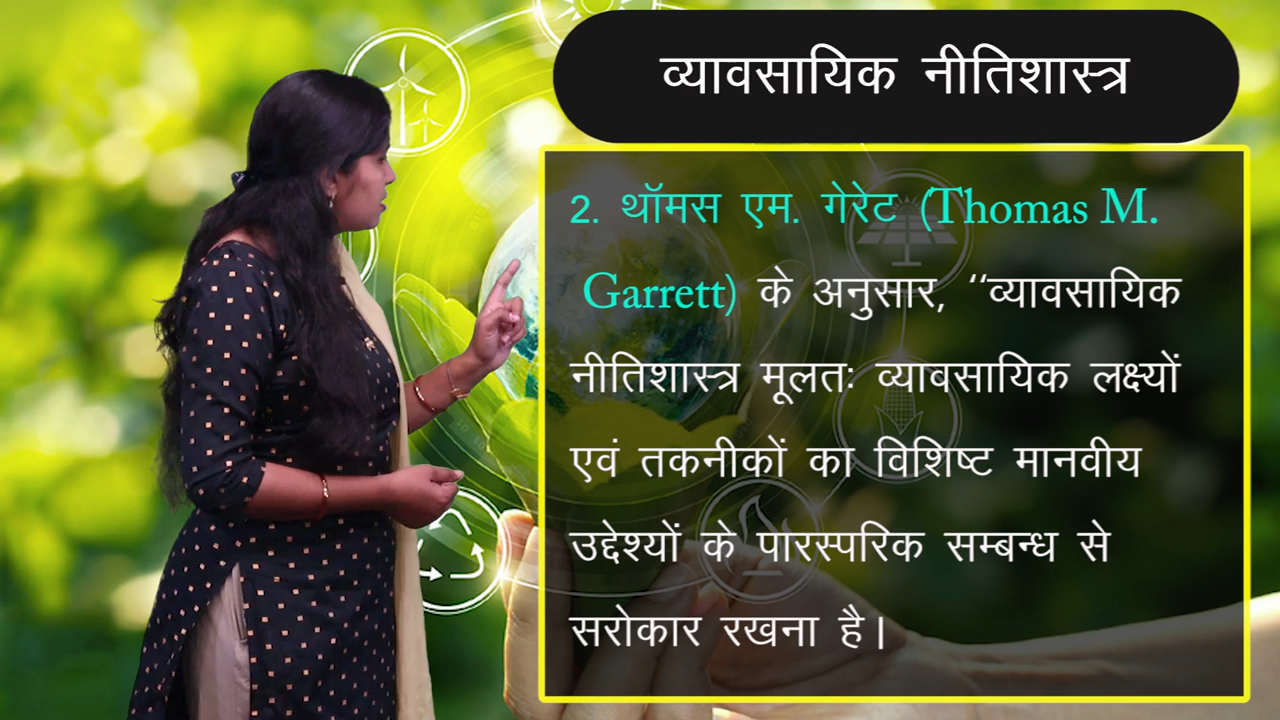 व्यावसायिक नीतिशास्त्र
2. थॉमस एम. गेरेट (Thomas M.
Garrett) के अनुसार, ‘‘व्यावसायिक
नीतिशास्त्र मूलतः व्यावसायिक लक्ष्यों
एवं तकनीकों का विशिष्ट मानवीय
उद्देश्यों के पारस्परिक सम्बन्ध से
सरोकार रखना है।